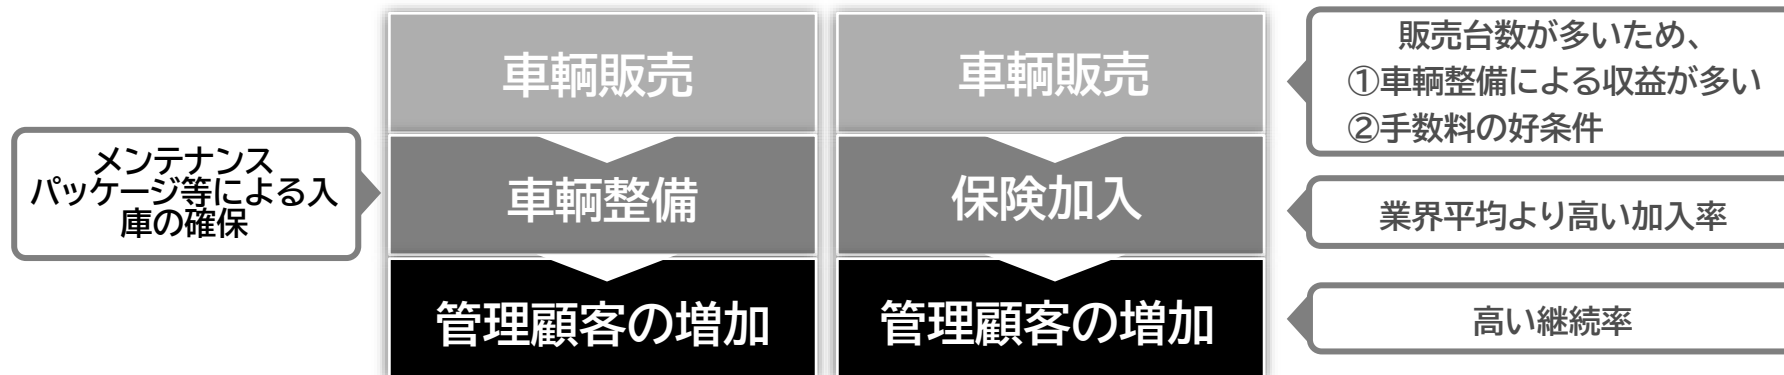 車輌販売
車輌販売
販売台数が多いため、
①車輌整備による収益が多い
②手数料の好条件
メンテナンス
パッケージ等による入
庫の確保
車輌整備
保険加入
業界平均より高い加入率
管理顧客の増加
管理顧客の増加
高い継続率